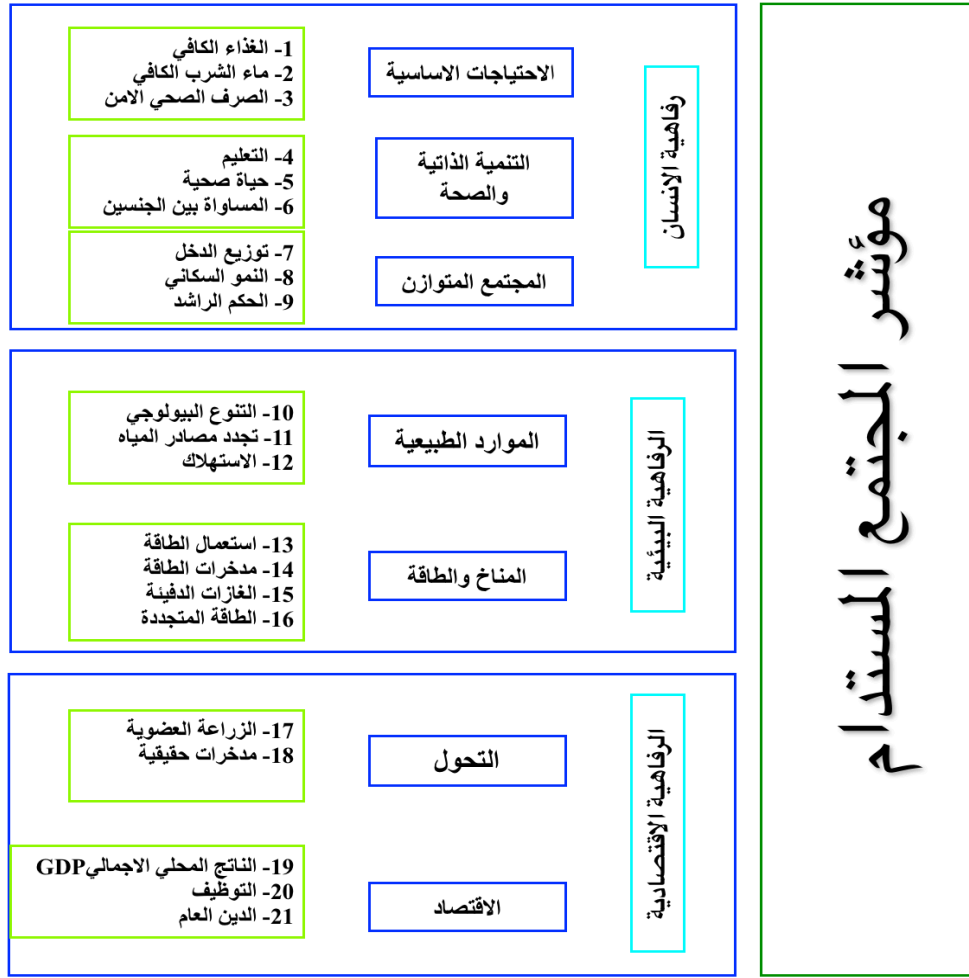 مؤشر المجتمع المستدام
رفاهية الانسان
الاحتياجات الاساسية
1- الغذاء الكافي
2- ماء الشرب الكافي
3- الصرف الصحي الامن
التنمية الذاتية
والصحة
4- التعليم
5- حياة صحية
6- المساواة بين الجنسين
المجتمع المتوازن
7- توزيع الدخل
8- النمو السكاني
9- الحكم الراشد
الرفاهية البيئية
الموارد الطبيعية
10- التنوع البيولوجي
11- تجدد مصادر المياه
12- الاستهلاك
المناخ والطاقة
13- استعمال الطاقة
14- مدخرات الطاقة
15- الغازات الدفيئة
16- الطاقة المتجددة
الرفاهية الاقتصادية
التحول
17- الزراعة العضوية
18- مدخرات حقيقية
الاقتصاد
19- الناتج المحلي الاجماليGDP
20- التوظيف
21- الدين العام